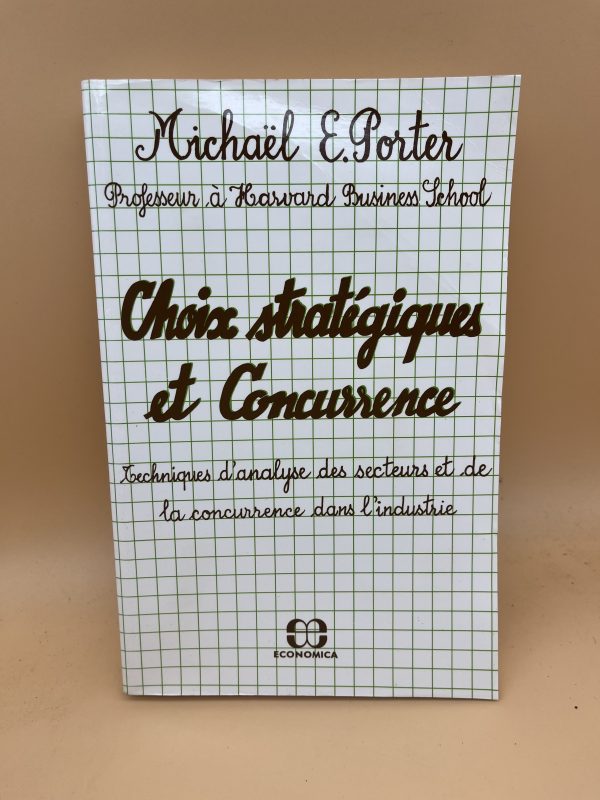 Michaël E. Porter
Professeur à Harvard Business School
Choix stratégiques
et Concurrence
Techniques d'analyse des secteurs et de
la concurrence dans l'industrie
ECONOMICA